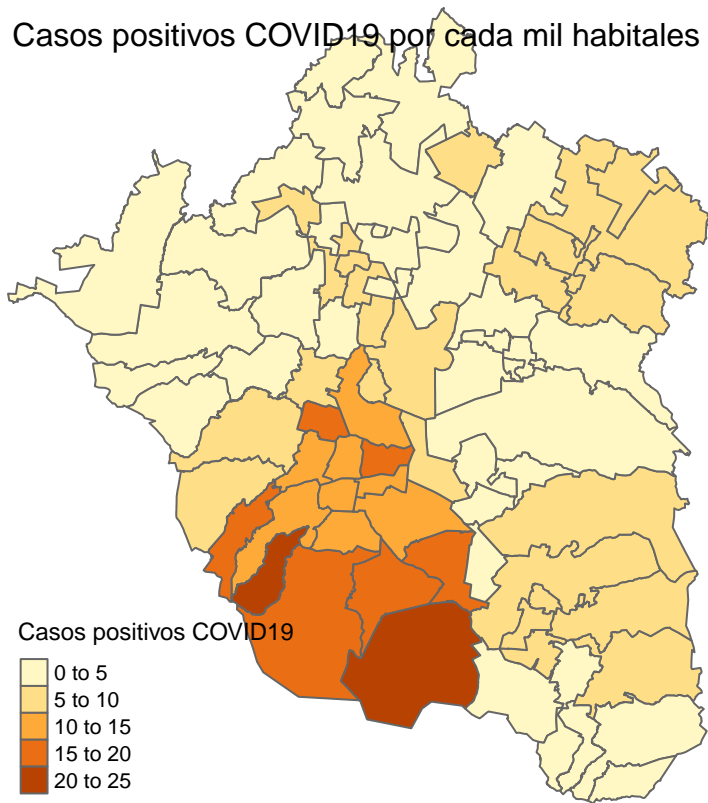 Casos positivos COVID19 por cada mil habitales
Casos positivos COVID19
0 to 5
5 to 10
10 to 15
15 to 20
20 to 25